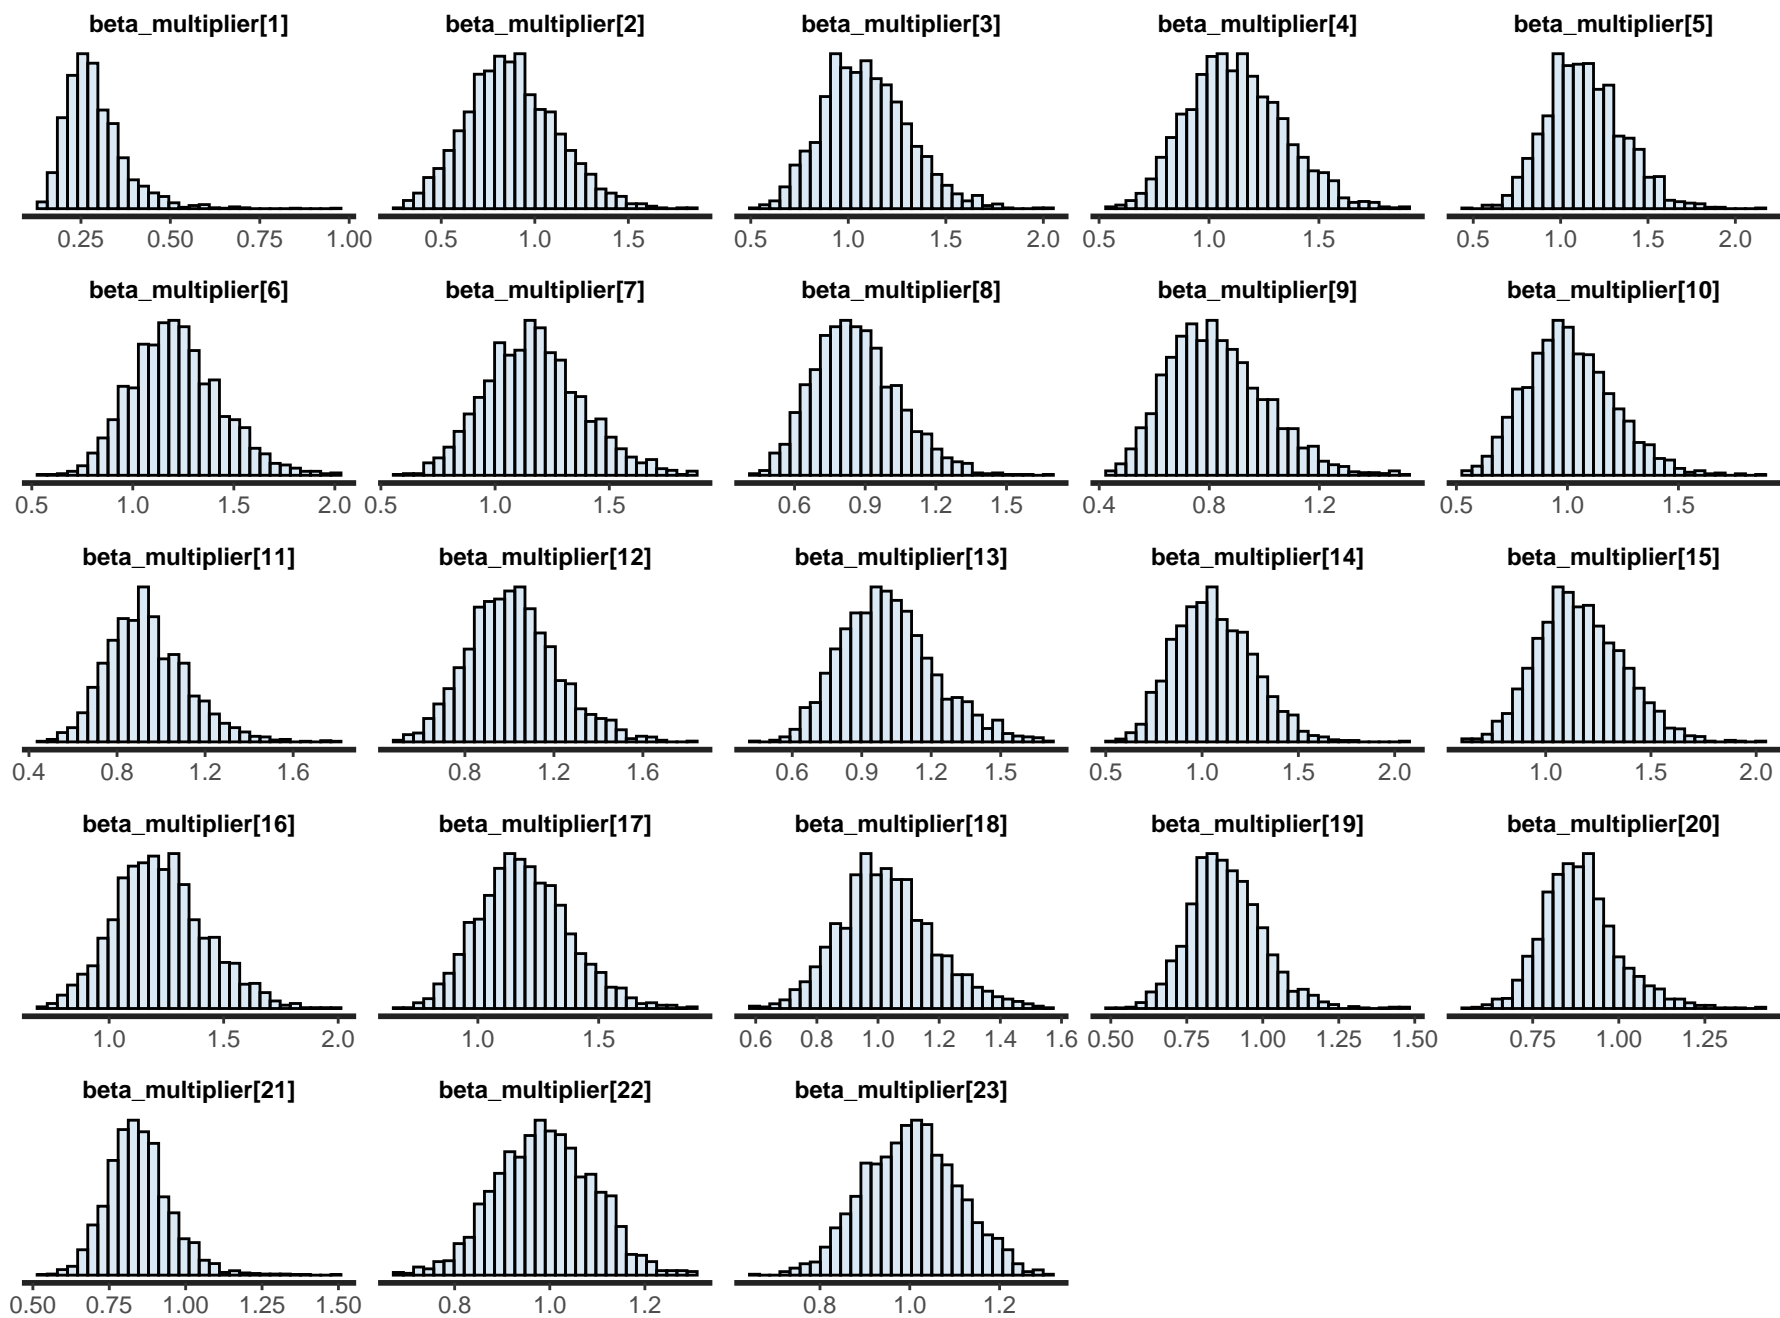 beta_multiplier[1] beta_multiplier[2] beta_multiplier[3] beta_multiplier[4] beta_multiplier[5]
0.25 0.50 0.75 1.00 0.5 1.0 1.5 0.5 1.0 1.5 2.0 0.5 1.0 1.5 0.5 1.0 1.5 2.0
beta_multiplier[6] beta_multiplier[7] beta_multiplier[8] beta_multiplier[9] beta_multiplier[10]
0.5 1.0 1.5 2.0 0.5 1.0 1.5 0.6 0.9 1.2 1.5 0.4 0.8 1.2 0.5 1.0 1.5
beta_multiplier[11] beta_multiplier[12] beta_multiplier[13] beta_multiplier[14] beta_multiplier[15]
0.4 0.8 1.2 1.6 0.8 1.2 1.6 0.6 0.9 1.2 1.5 0.5 1.0 1.5 2.0 1.0 1.5 2.0
beta_multiplier[16] beta_multiplier[17] beta_multiplier[18] beta_multiplier[19] beta_multiplier[20]
1.0 1.5 2.0 1.0 1.5 0.6 0.8 1.0 1.2 1.4 1.6 0.50 0.75 1.00 1.25 1.50 0.75 1.00 1.25
beta_multiplier[21] beta_multiplier[22] beta_multiplier[23]
0.50 0.75 1.00 1.25 1.50 0.8 1.0 1.2 0.8 1.0 1.2